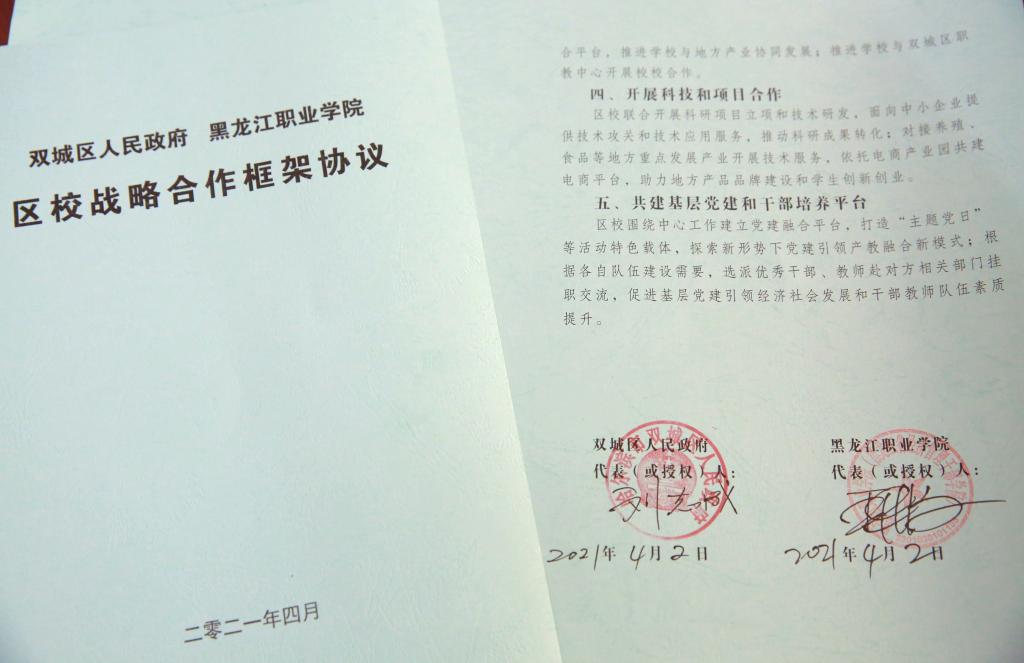 双城区人民政府 黑龙江职业学院
区校战略合作框架协议
二零二一年四月
合平台，推进学校与地方产业协同发展；推进学校与双城区职
教中心开展校校合作。
四、开展科技和项目合作
区校联合开展科研项目立项和技术研发，面向中小企业提
供技术攻关和技术应用服务，推动科研成果转化；对接养殖、
食品等地方重点发展产业开展技术服务，依托电商产业园共建
电商平台，助力地方产品品牌建设和学生创新创业。
五、共建基层党建和干部培养平台
区校围绕中心工作建立党建融合平台，打造“主题党日”
等活动特色载体，探索新形势下党建引领产教融合新模式；根
据各自队伍建设需要，选派优秀干部、教师赴对方相关部门挂
职交流，促进基层党建引领经济社会发展和干部教师队伍素质
提升。
双城区人民政府
代表（或授权）人：
哈尔滨市双城区人民政府
2021年4月2日
黑龙江职业学院
代表（或授权）人：
2021年4月2日